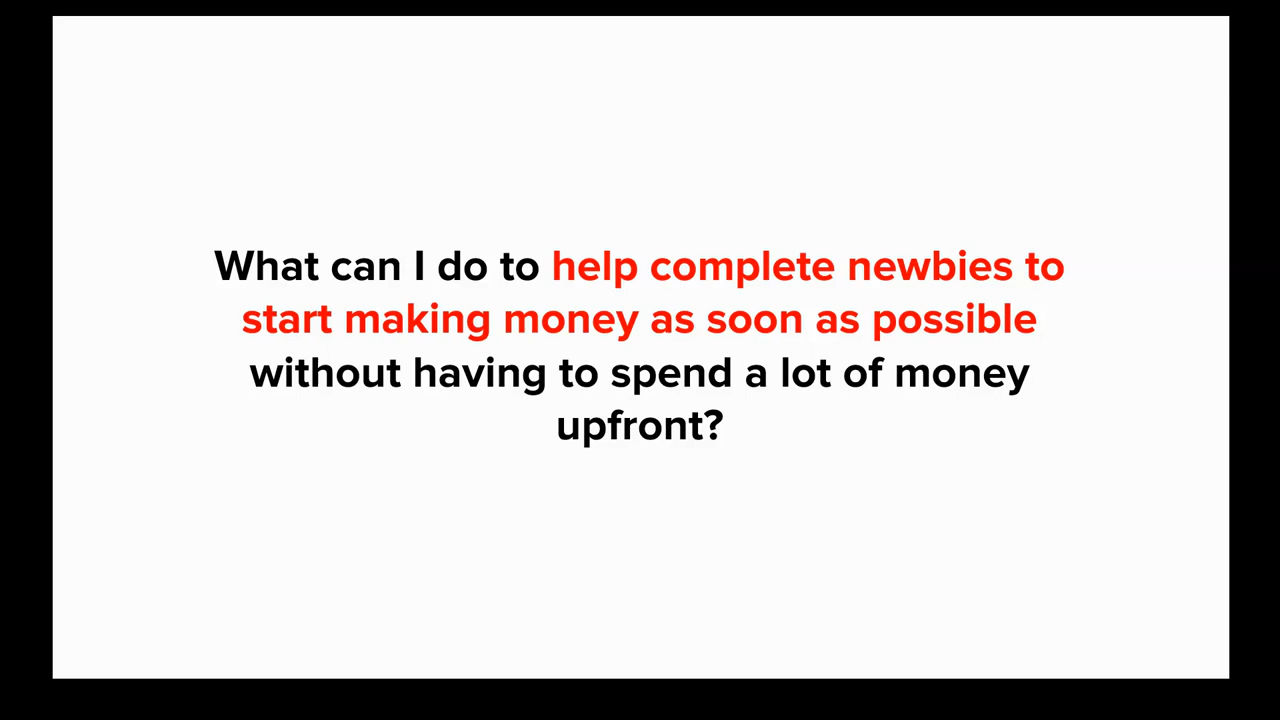 What can I do to help complete newbies to
start making money as soon as possible
without having to spend a lot of money
upfront?